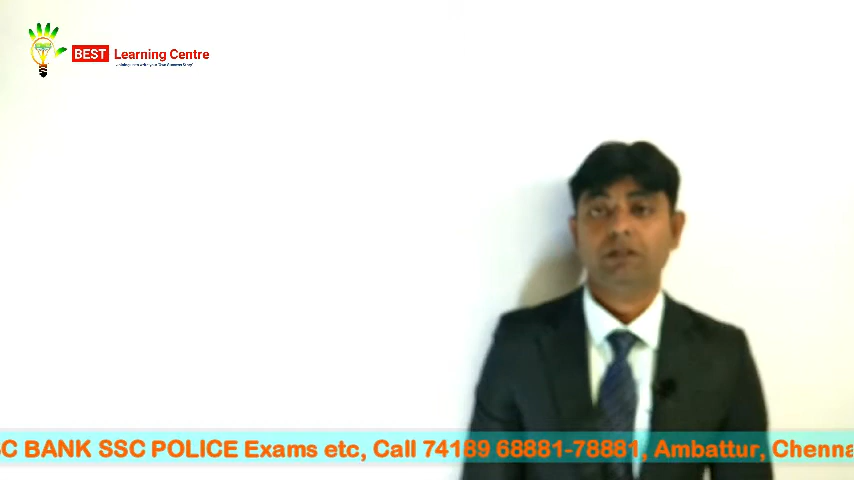 BEST Learning Centre
C BANK SSC POLICE Exams etc, Call 74189 68881-78881, Ambattur, Chenna